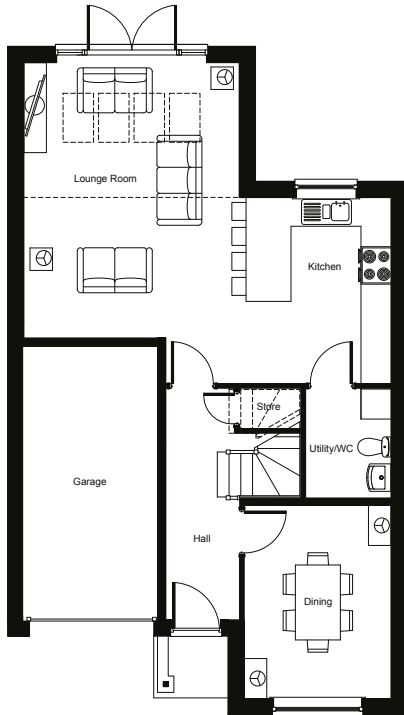 Lounge Room
Kitchen
Store
Utility/WC
Garage
Hall
Dining